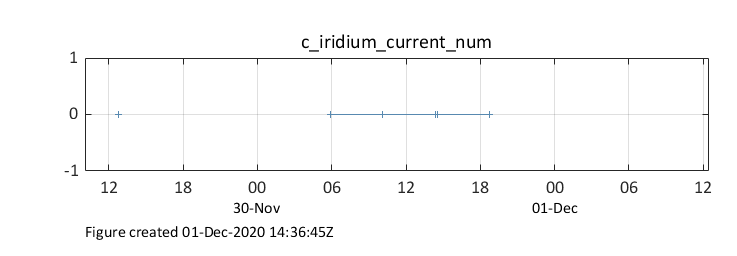 c_iridium_current_num
1
0
-1
12 18 00 06 12 18 00 06 12
30-Nov 01-Dec
Figure created 01-Dec-2020 14:36:45Z